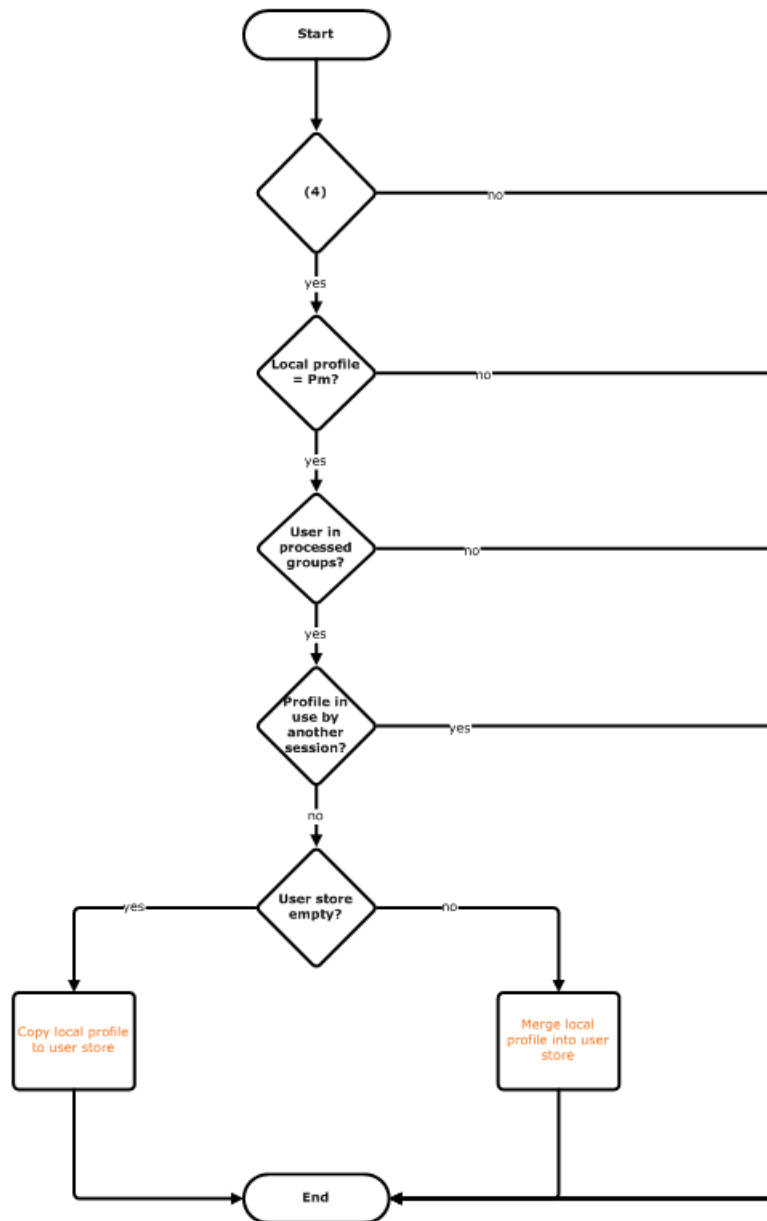 Start
(4)
no
yes
Local profile
= Pm?
no
yes
User in
processed
groups?
no
yes
Profile in
use by
another
session?
yes
no
User store
empty?
yes
no
Copy local profile
to user store
Merge local
profile into user
store
End